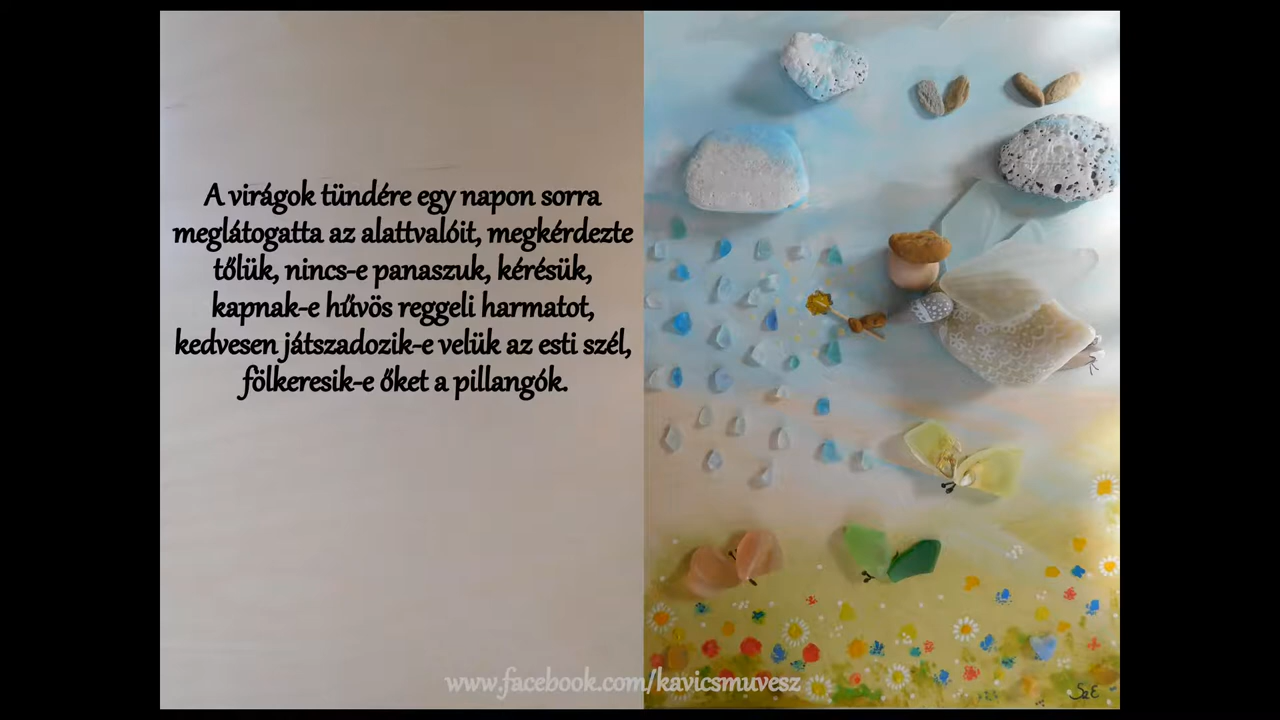 A virágok tündére egy napon sorra
meglátogatta az alattvalóit, megkérdezte
tőlük, nincs-e panaszuk, kérésük,
kapnak-e hűvös reggeli harmatot,
kedvesen játszadozik-e velük az esti szél,
fölkeresik-e őket a pillangók.
www.facebook.com/kavicsmuvesz
SzE